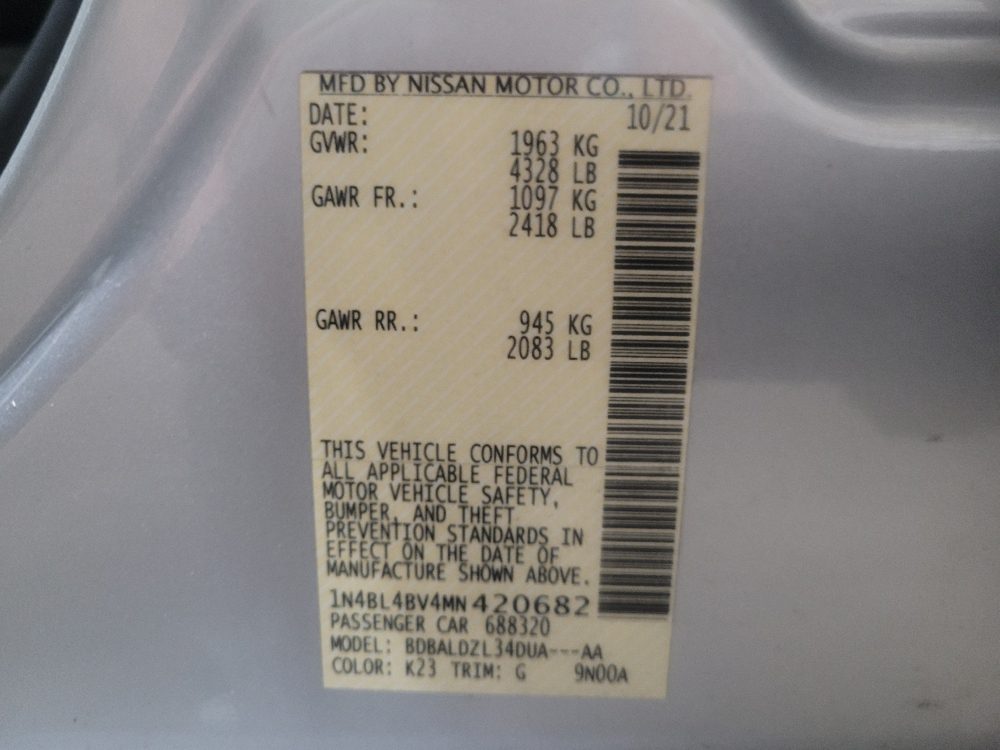 MFD BY NISSAN MOTOR CO., LTD.
DATE: 10/21
GVWR: 1963 KG
4328 LB
GAWR FR.: 1097 KG
2418 LB
GAWR RR.: 945 KG
2083 LB
THIS VEHICLE CONFORMS TO
ALL APPLICABLE FEDERAL
MOTOR VEHICLE SAFETY,
BUMPER, AND THEFT
PREVENTION STANDARDS IN
EFFECT ON THE DATE OF
MANUFACTURE SHOWN ABOVE.
1N4BL4BV4MN420682
PASSENGER CAR 688320
MODEL: BDBALDZL34DUA---AA
COLOR: K23 TRIM: G 9N00A